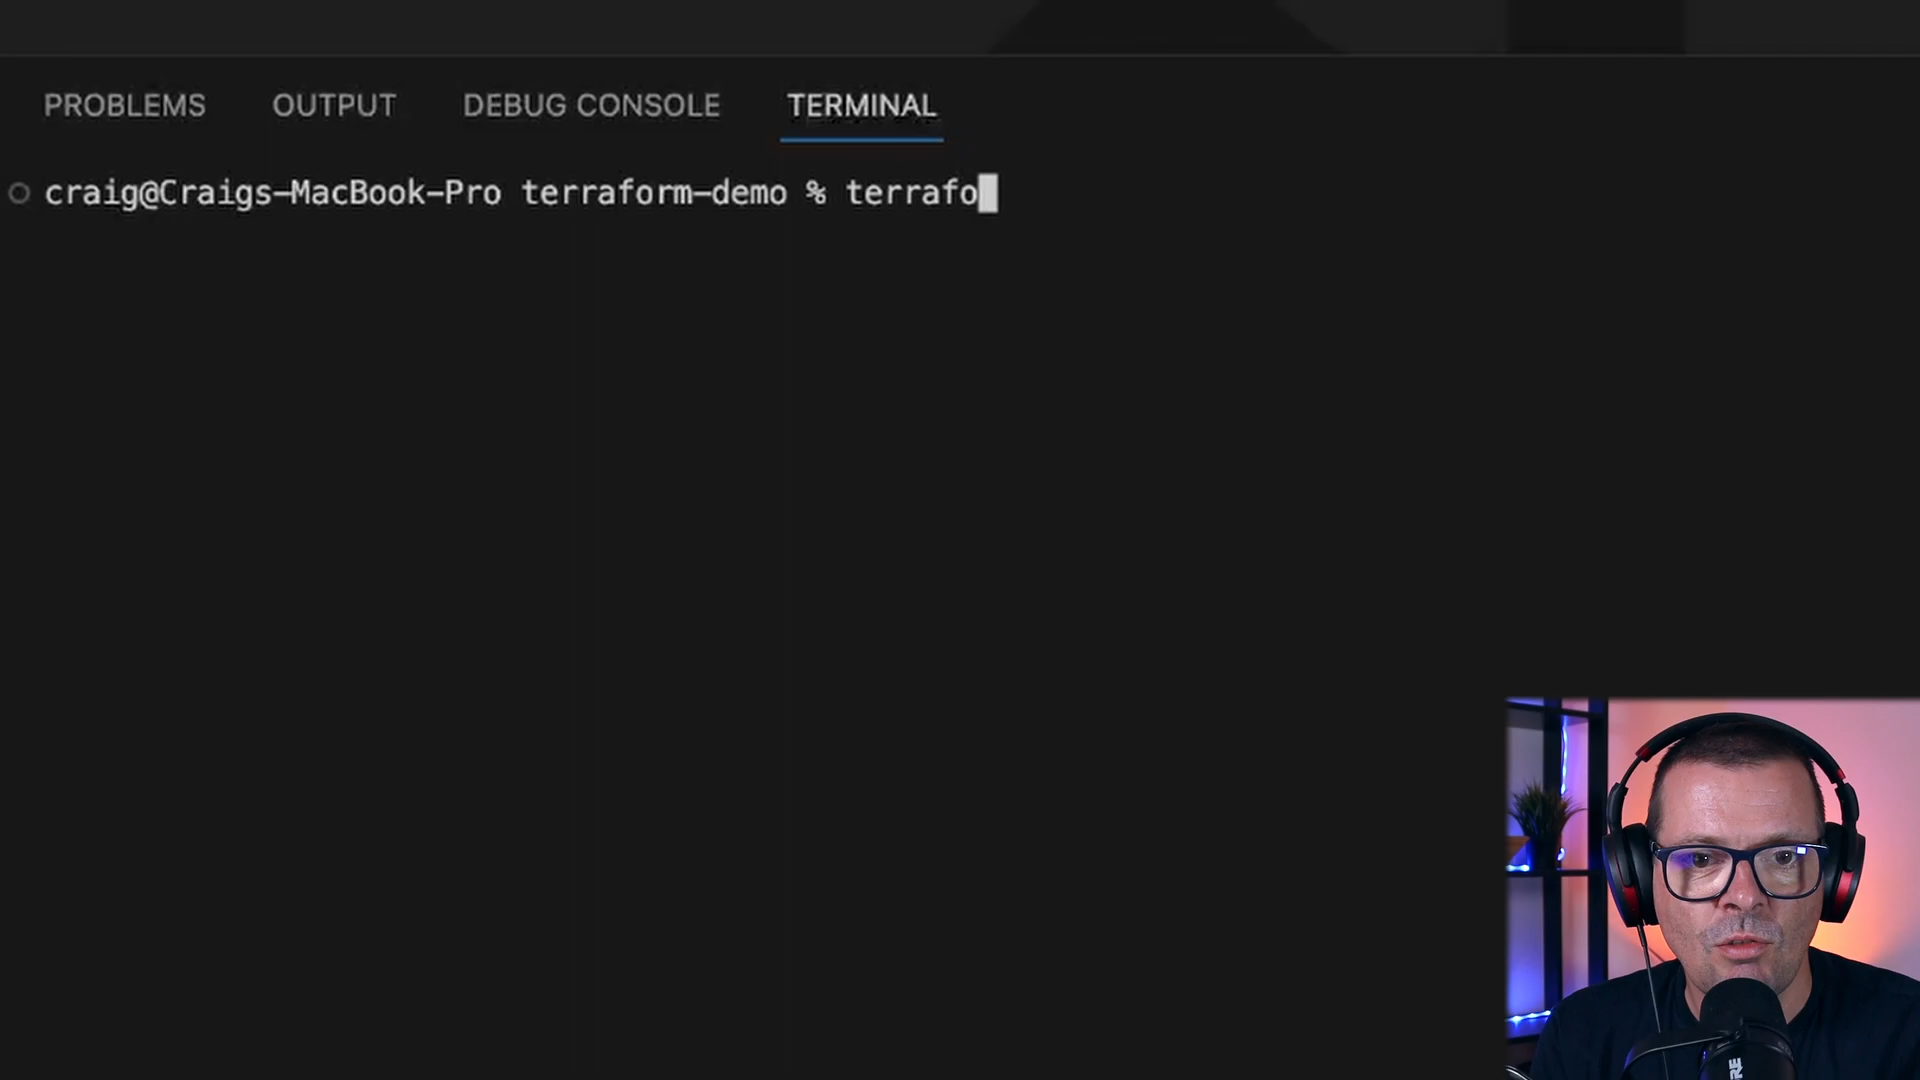 PROBLEMS OUTPUT DEBUG CONSOLE TERMINAL
craig@Craigs-MacBook-Pro terraform-demo % terrafo